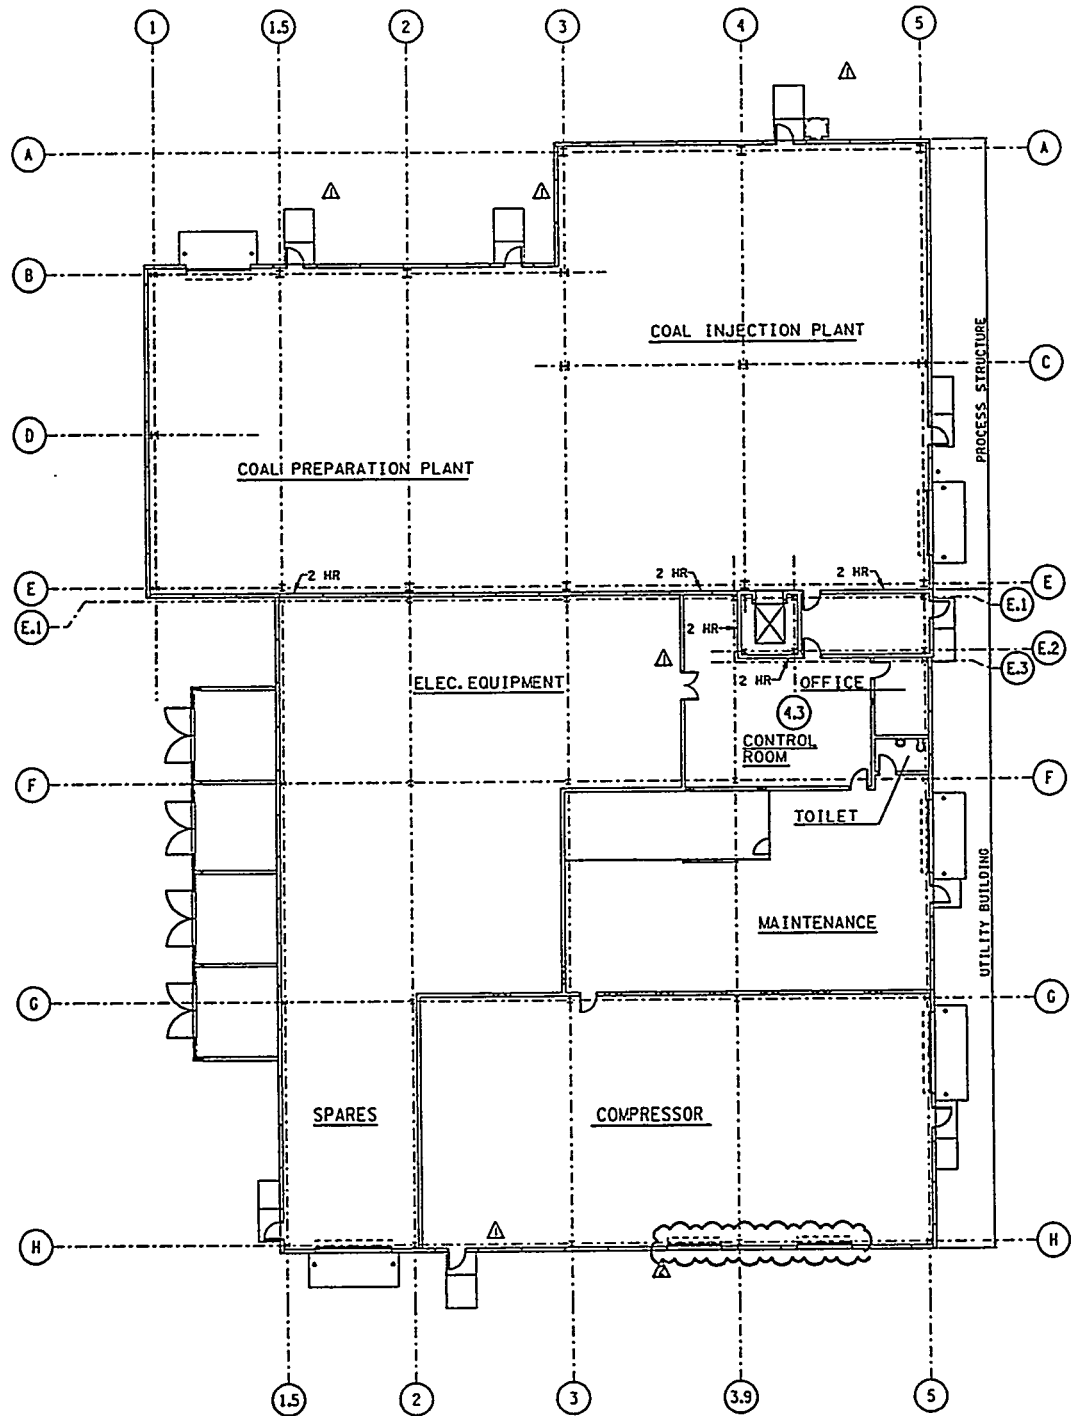 1
1.5
2
3
4
5
A
A
B
COAL INJECTION PLANT
PROCESS STRUCTURE
C
D
COAL PREPARATION PLANT
E
2 HR
2 HR
2 HR
E
E.1
E.1
2 HR
E.2
E.3
ELEC. EQUIPMENT
2 HR
OFFICE
4.3
CONTROL
ROOM
F
F
TOILET
UTILITY BUILDING
MAINTENANCE
G
G
SPARES
COMPRESSOR
H
H
1.5
2
3
3.9
5